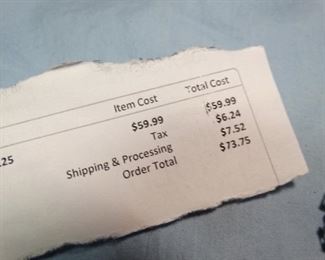 Item Cost Total Cost
$59.99 $59.99
Tax $6.24
.25 Shipping & Processing $7.52
Order Total $73.75